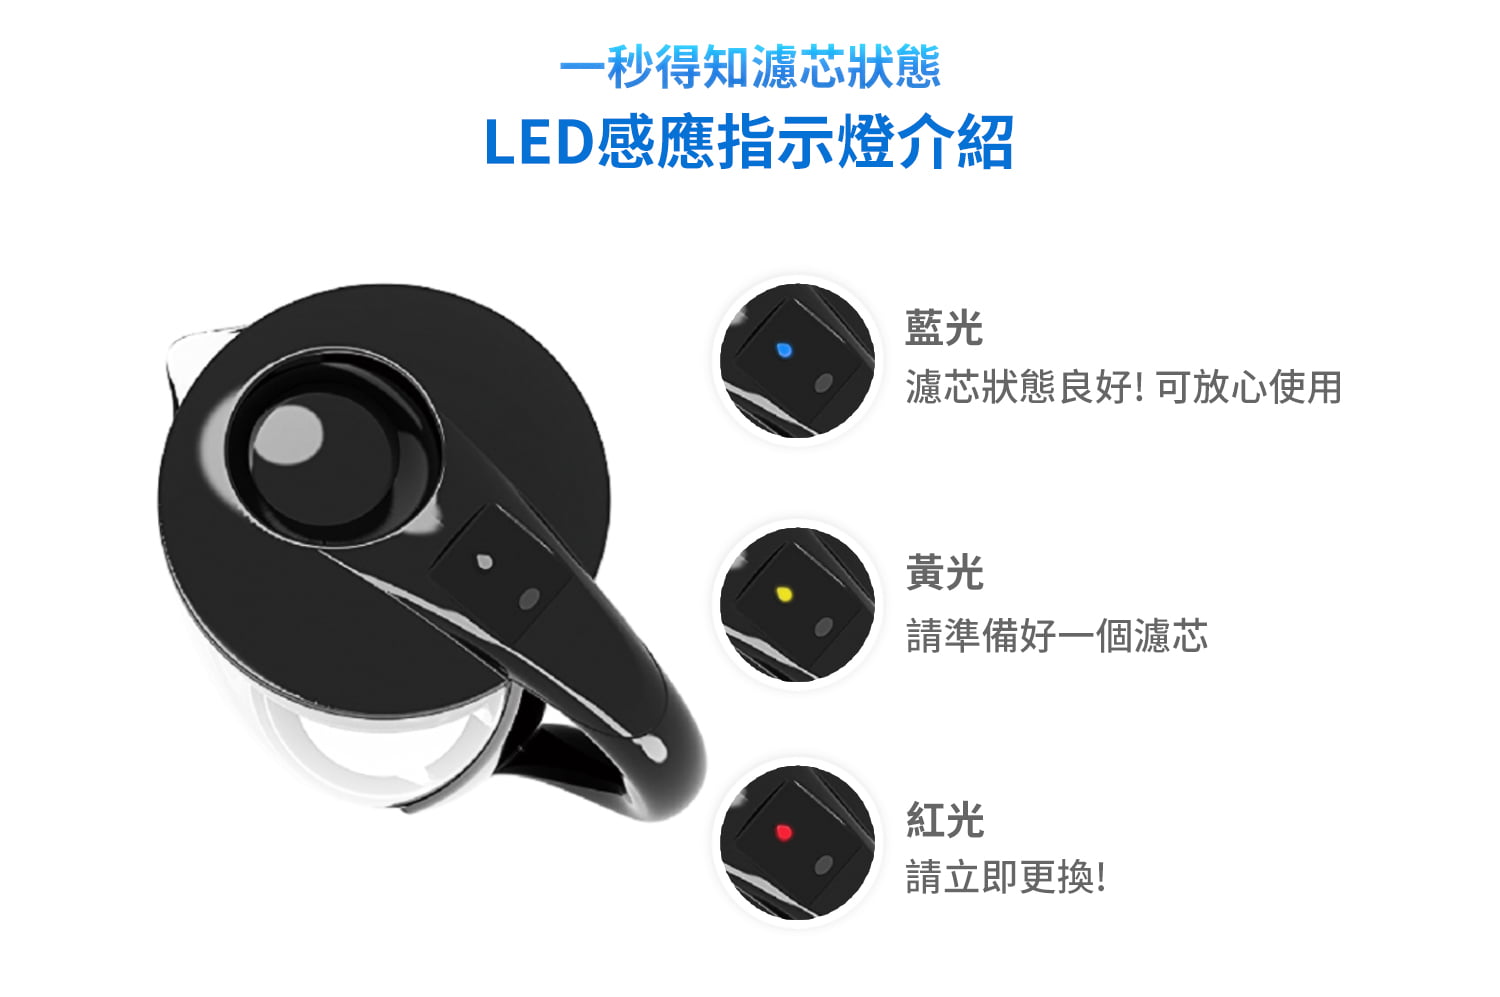 一秒得知濾芯狀態
LED感應指示燈介紹
藍光
濾芯狀態良好! 可放心使用
黃光
請準備好一個濾芯
紅光
請立即更換!